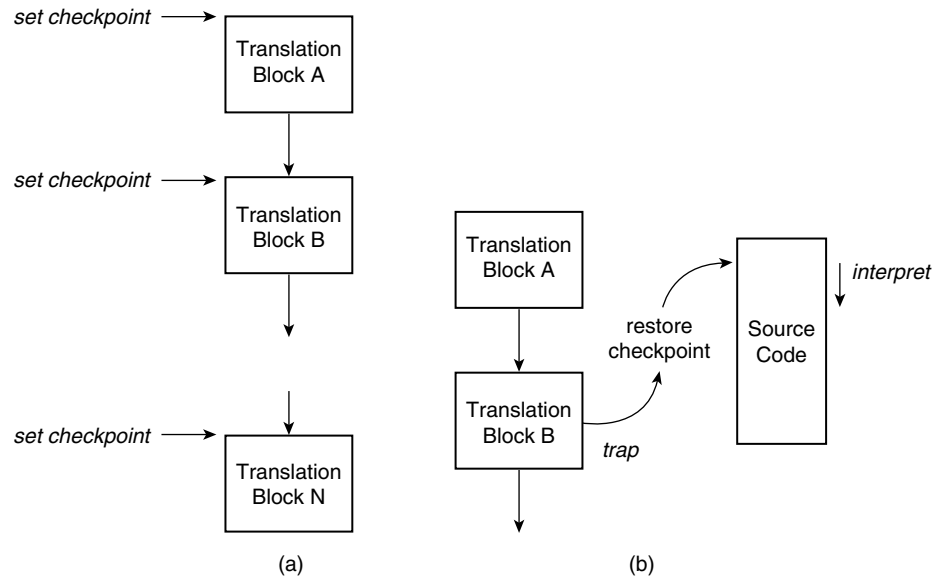 set checkpoint
Translation
Block A
set checkpoint
Translation
Block B
set checkpoint
Translation
Block N
(a)
Translation
Block A
Translation
Block B
trap
restore
checkpoint
Source
Code
interpret
(b)